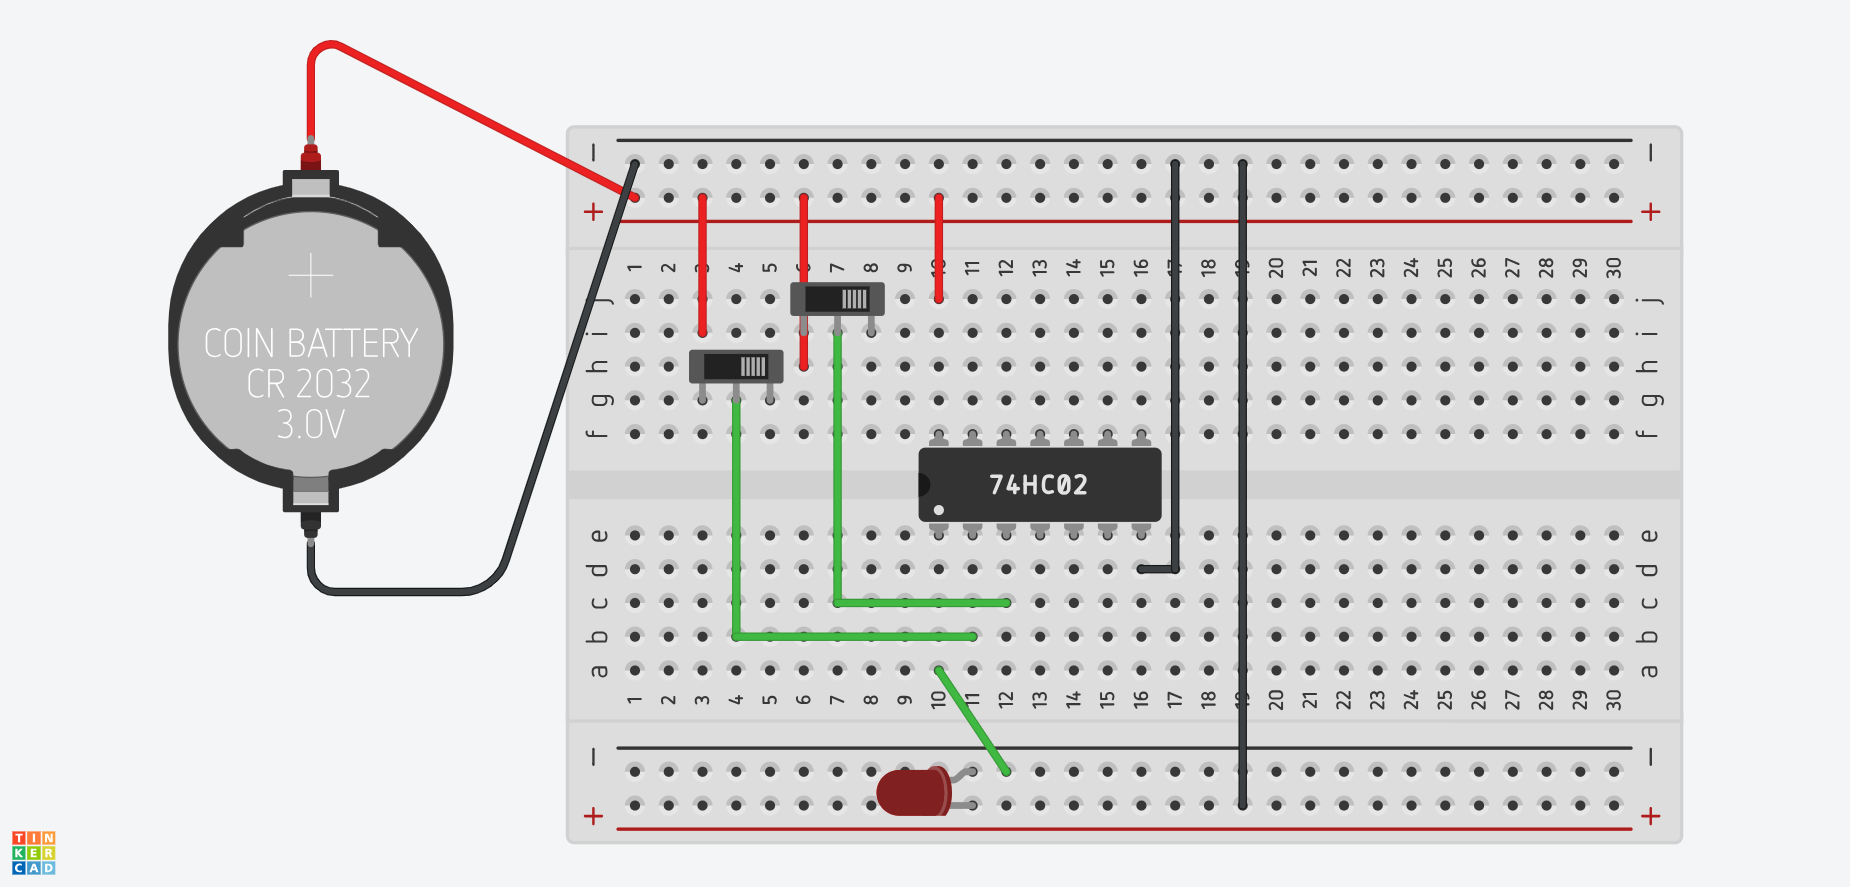 COIN BATTERY
CR 2032
3.0V
− −
+ +
1 2 3 4 5 6 7 8 9 10 11 12 13 14 15 16 17 18 19 20 21 22 23 24 25 26 27 28 29 30
j j
i i
h h
g g
f f
74HC02
e e
d d
c c
b b
a a
1 2 3 4 5 6 7 8 9 10 11 12 13 14 15 16 17 18 19 20 21 22 23 24 25 26 27 28 29 30
− −
+ +
TIN
KER
CAD